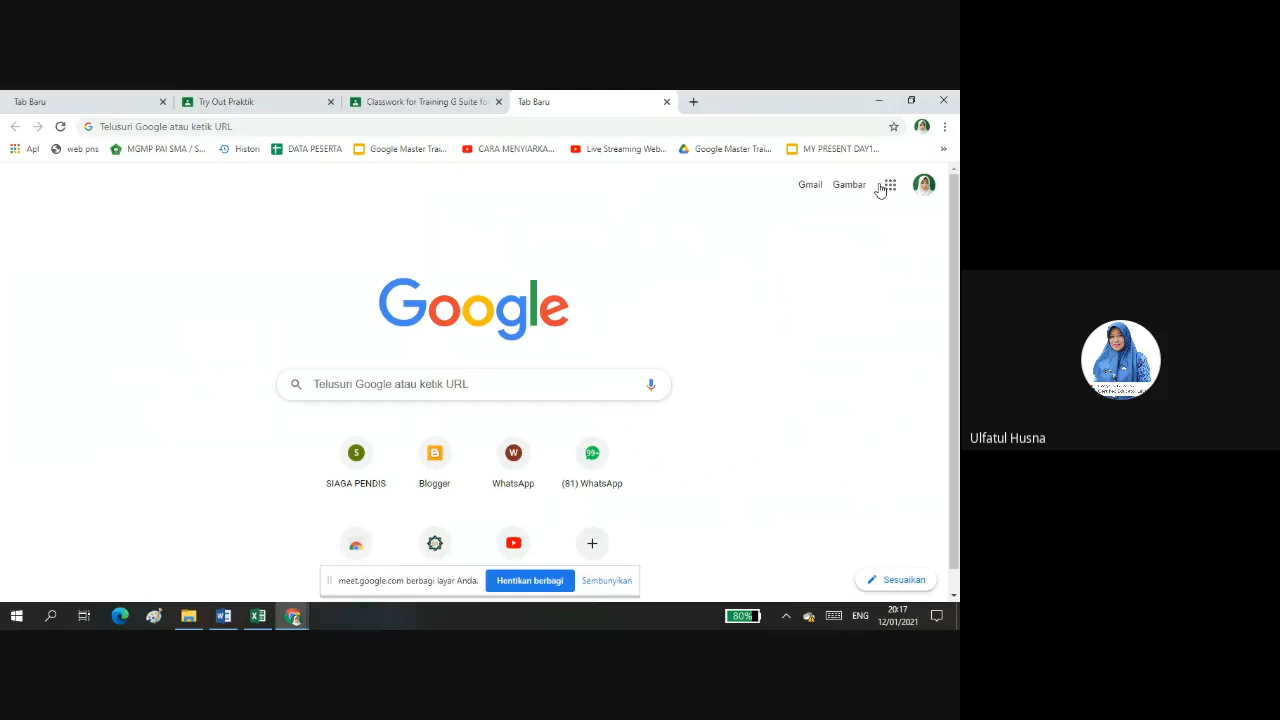 Tab Baru
Try Out Praktik
Classwork for Training G Suite fo
Tab Baru
Telusuri Google atau ketik URL
Apl
web pns
MGMP PAI SMA / S...
Histori
DATA PESERTA
Google Master Trai...
CARA MENYIARKA...
Live Streaming Web...
Google Master Trai...
MY PRESENT DAY1...
Gmail
Gambar
Google
Telusuri Google atau ketik URL
S
W
99+
SIAGA PENDIS
Blogger
WhatsApp
(81) WhatsApp
meet.google.com berbagi layar Anda.
Hentikan berbagi
Sembunyikan
Sesuaikan
80%
ENG
20:17
12/01/2021
Ulfatul Husna